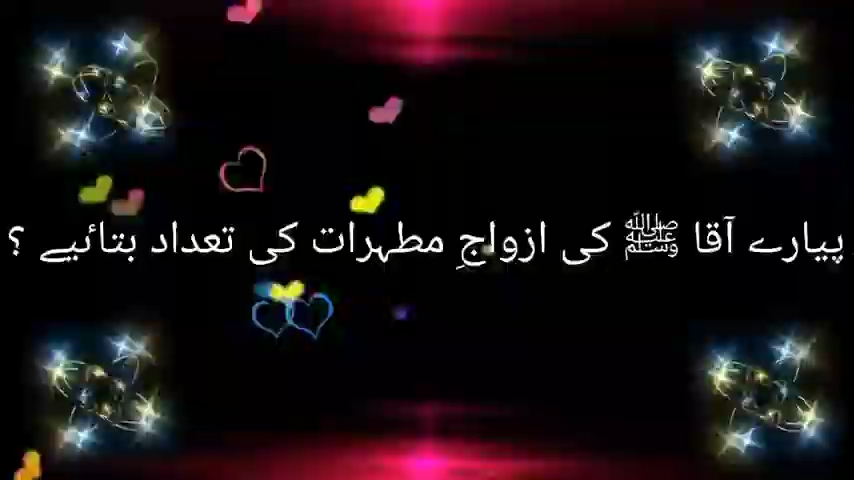 پیارے آقا ﷺ کی ازواجِ مطہرات کی تعداد بتائیے ؟